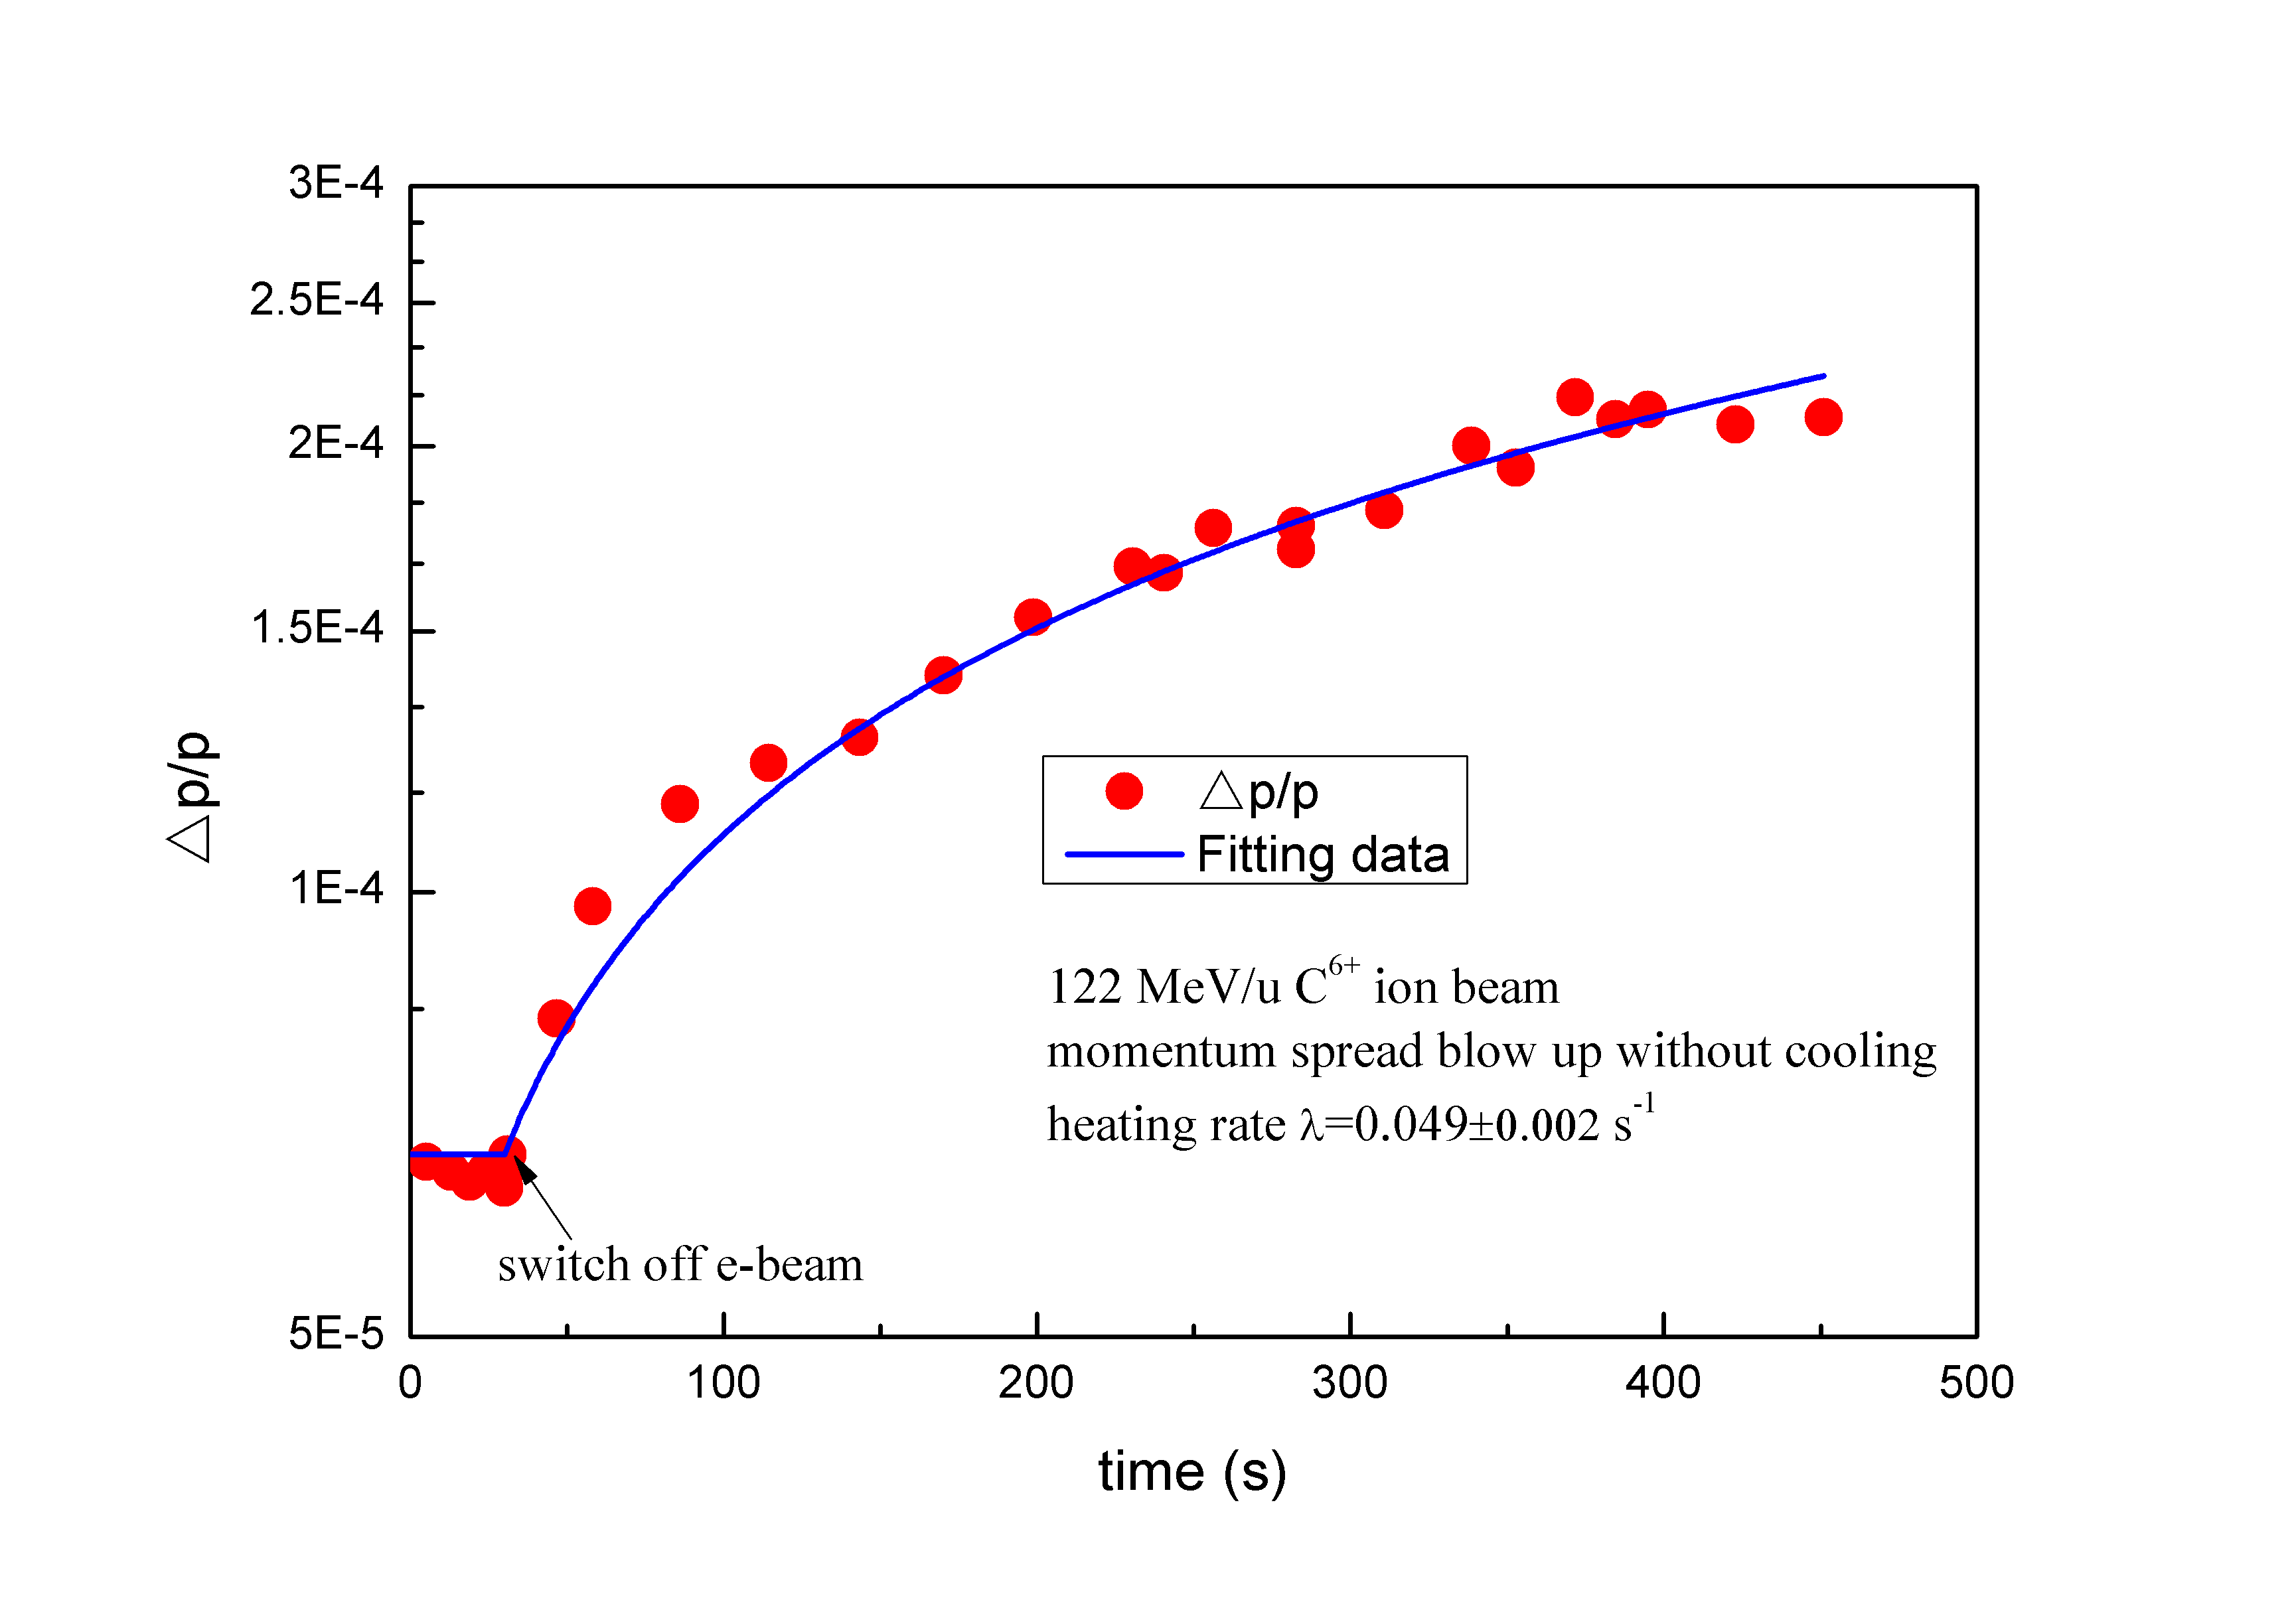 3E-4
2.5E-4
2E-4
1.5E-4
1E-4
5E-5
△p/p
△p/p
Fitting data
122 MeV/u C⁶⁺ ion beam
momentum spread blow up without cooling
heating rate λ=0.049±0.002 s⁻¹
switch off e-beam
0 100 200 300 400 500
time (s)